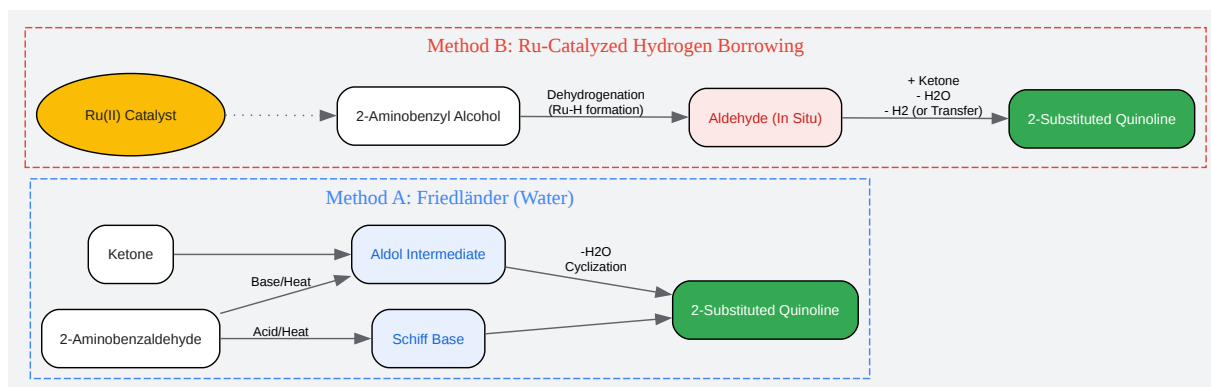 Method B: Ru-Catalyzed Hydrogen Borrowing
Ru(II) Catalyst
2-Aminobenzyl Alcohol
Dehydrogenation
(Ru-H formation)
Aldehyde (In Situ)
+ Ketone
- H2O
- H2 (or Transfer)
2-Substituted Quinoline
Method A: Friedländer (Water)
Ketone
Base/Heat
Aldol Intermediate
-H2O
Cyclization
2-Aminobenzaldehyde
Acid/Heat
Schiff Base
2-Substituted Quinoline